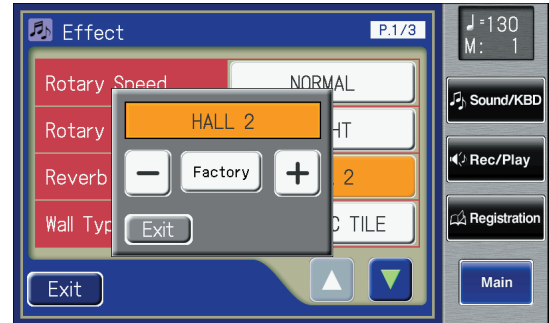 Effect
P.1/3
Rotary Speed
NORMAL
Rotary
HT
Reverb
2
Wall Typ
C TILE
HALL 2
−
Factory
+
Exit
Exit
♩=130
M: 1
Sound/KBD
Rec/Play
Registration
Main